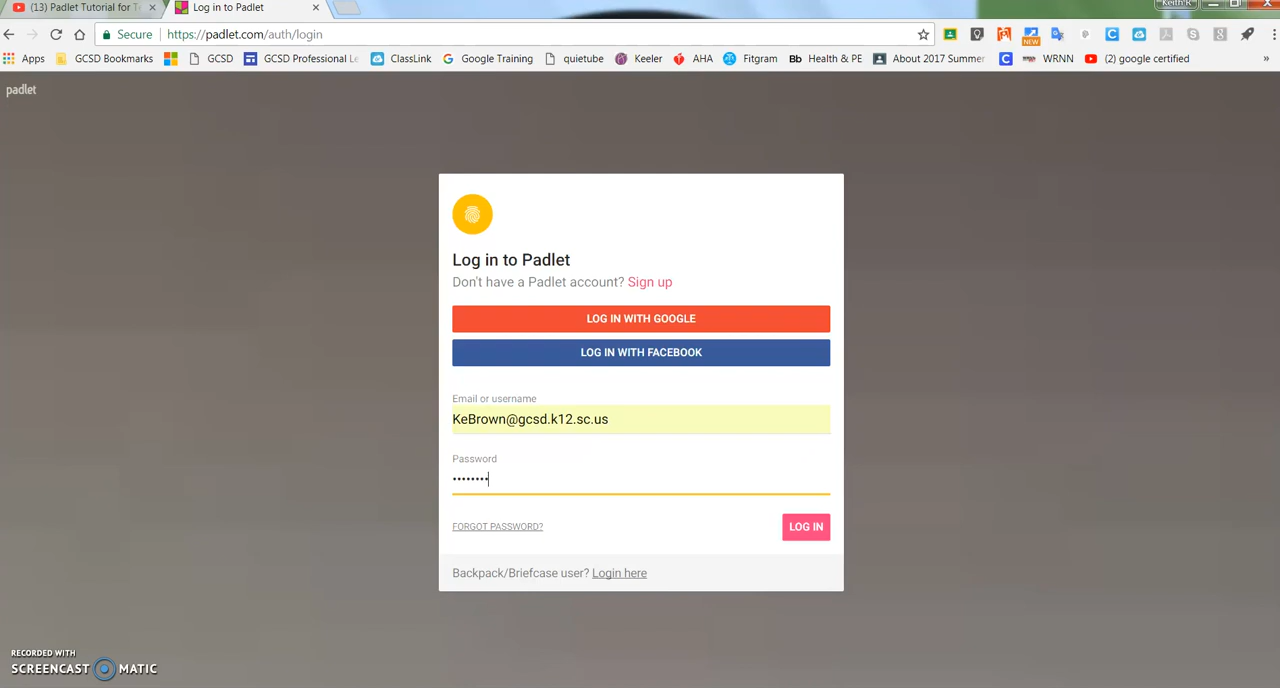 (13) Padlet Tutorial for T
Log in to Padlet
Keith R
Secure
https://padlet.com/auth/login
NEW
Apps
GCSD Bookmarks
GCSD
GCSD Professional Le
ClassLink
Google Training
quietube
Keeler
AHA
Fitgram
Bb Health & PE
About 2017 Summer
WRNN
(2) google certified
»
padlet
Log in to Padlet
Don't have a Padlet account? Sign up
LOG IN WITH GOOGLE
LOG IN WITH FACEBOOK
Email or username
KeBrown@gcsd.k12.sc.us
Password
••••••••
FORGOT PASSWORD?
LOG IN
Backpack/Briefcase user? Login here
RECORDED WITH
SCREENCAST MATIC